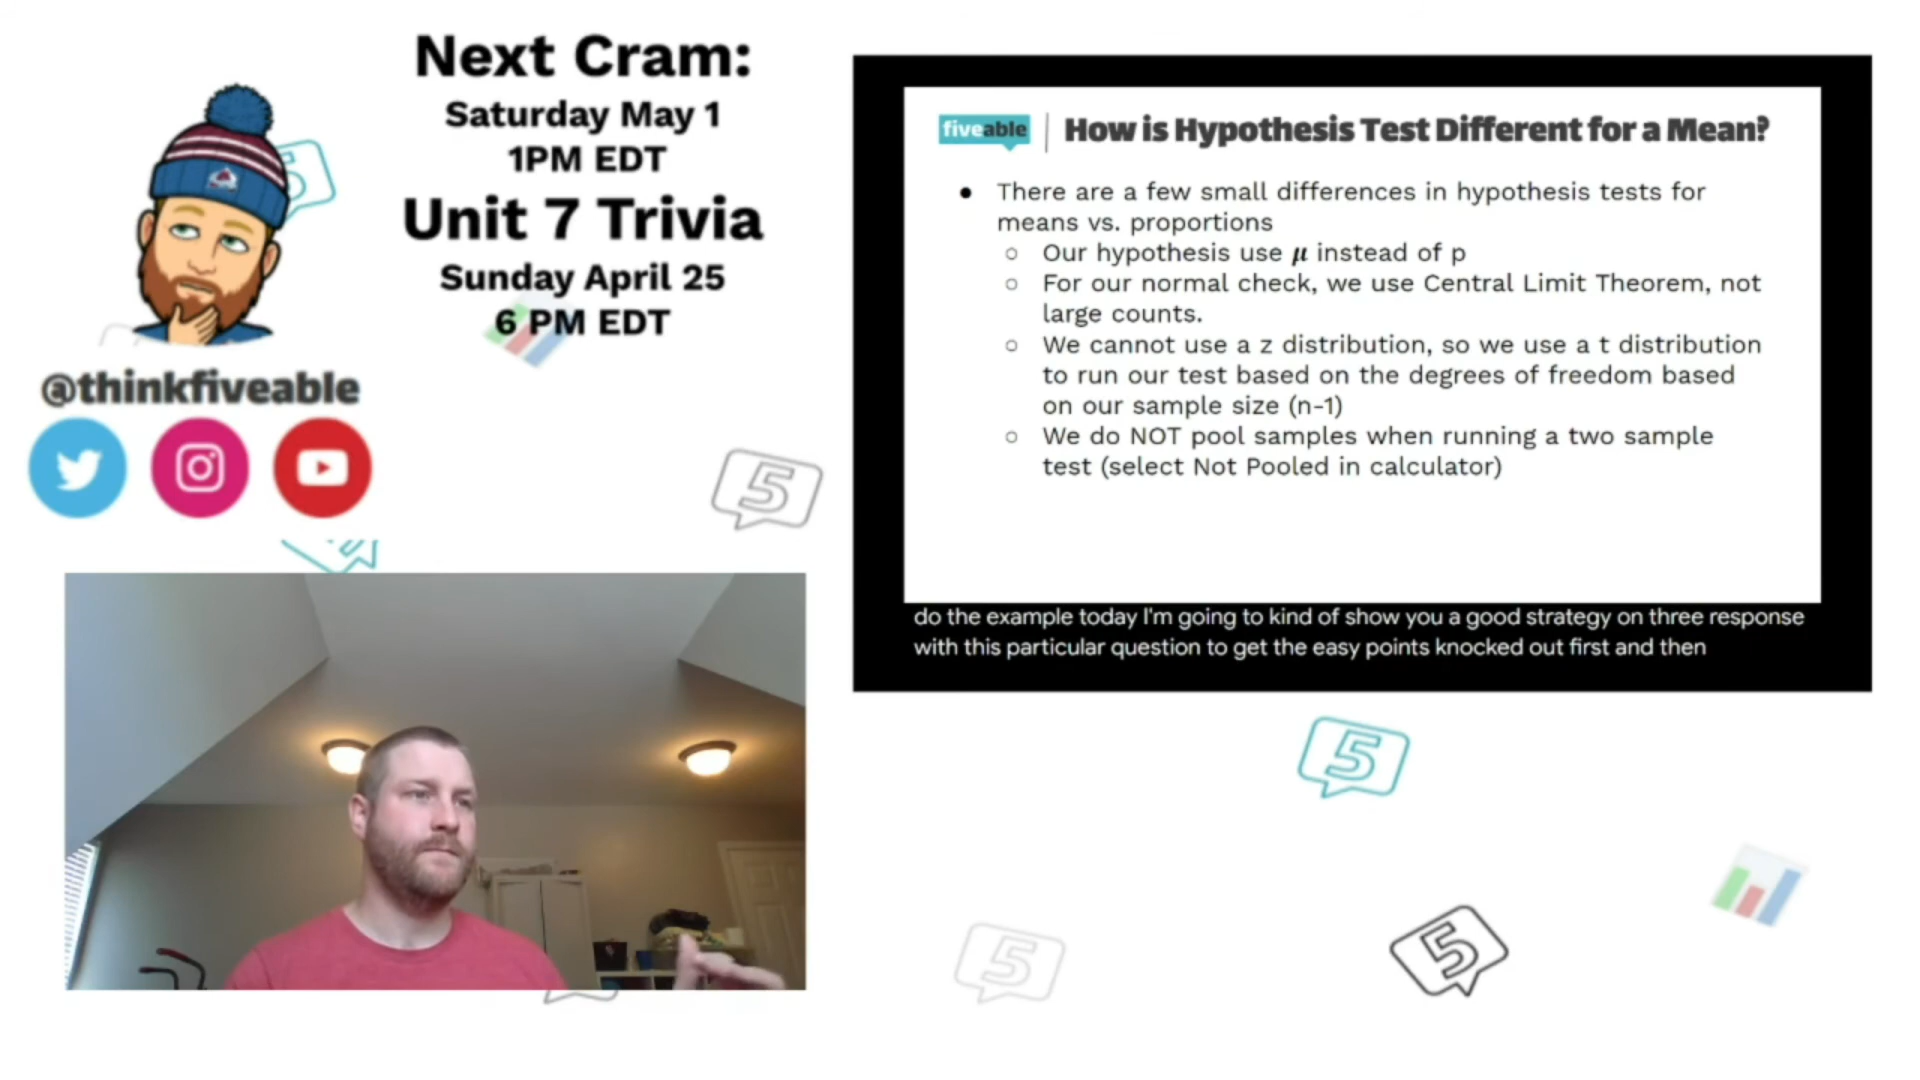 Next Cram:
Saturday May 1
1PM EDT
Unit 7 Trivia
Sunday April 25
6 PM EDT
@thinkfiveable
fiveable
How is Hypothesis Test Different for a Mean?
● There are a few small differences in hypothesis tests for
means vs. proportions
○ Our hypothesis use μ instead of p
○ For our normal check, we use Central Limit Theorem, not
large counts.
○ We cannot use a z distribution, so we use a t distribution
to run our test based on the degrees of freedom based
on our sample size (n-1)
○ We do NOT pool samples when running a two sample
test (select Not Pooled in calculator)
do the example today I'm going to kind of show you a good strategy on three response
with this particular question to get the easy points knocked out first and then
5
5
5
5
5